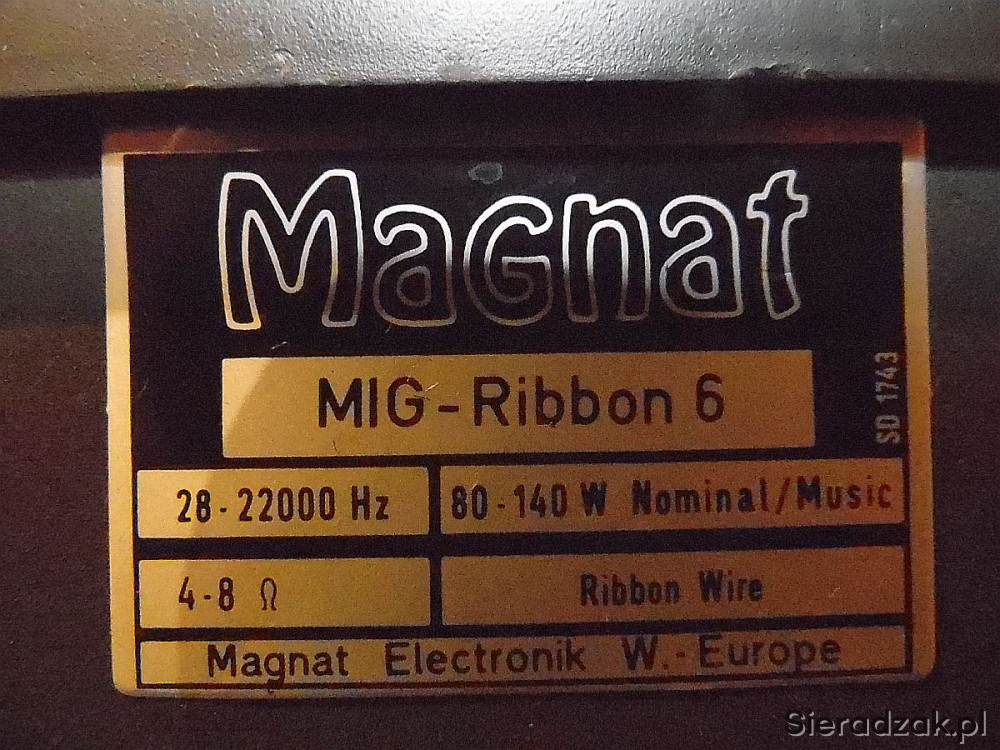 Magnat
MIG-Ribbon 6
SD 1743
28-22000 Hz
80-140 W Nominal/Music
4-8 Ω
Ribbon Wire
Magnat Electronik W.-Europe
Sieradzak.pl